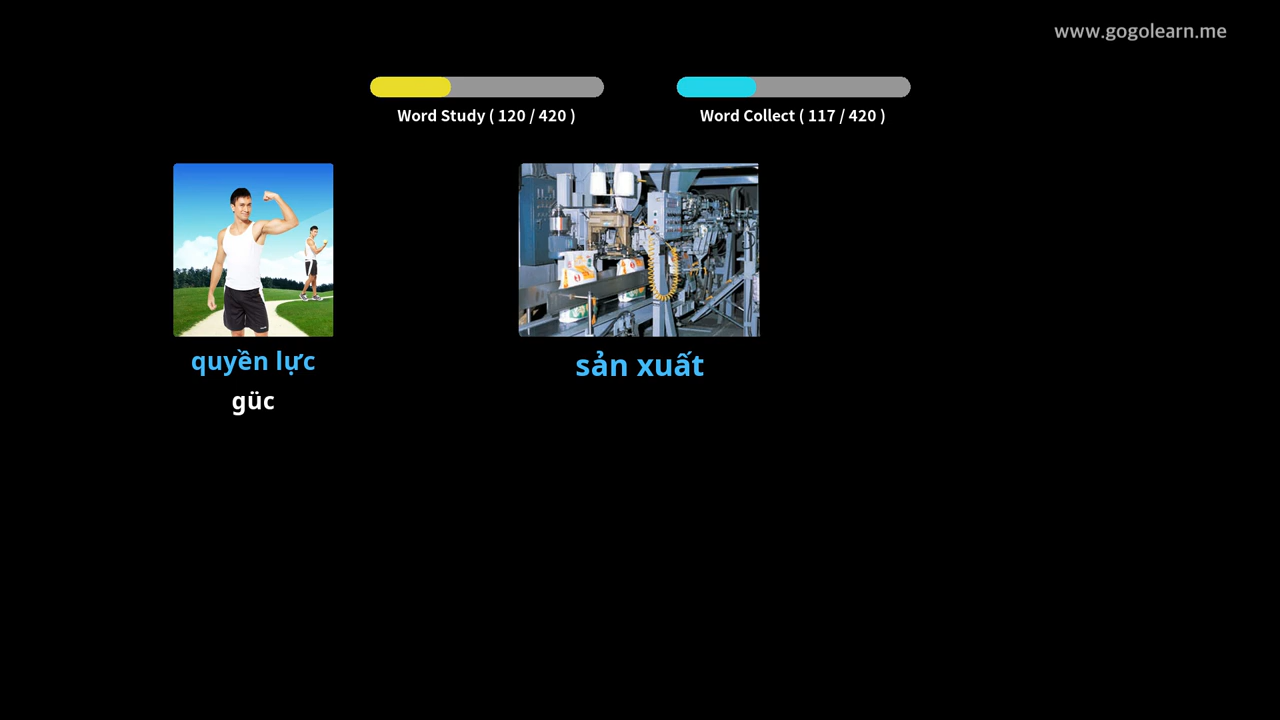 www.gogolearn.me
Word Study ( 120 / 420 )
Word Collect ( 117 / 420 )
quyền lực
güc
sản xuất